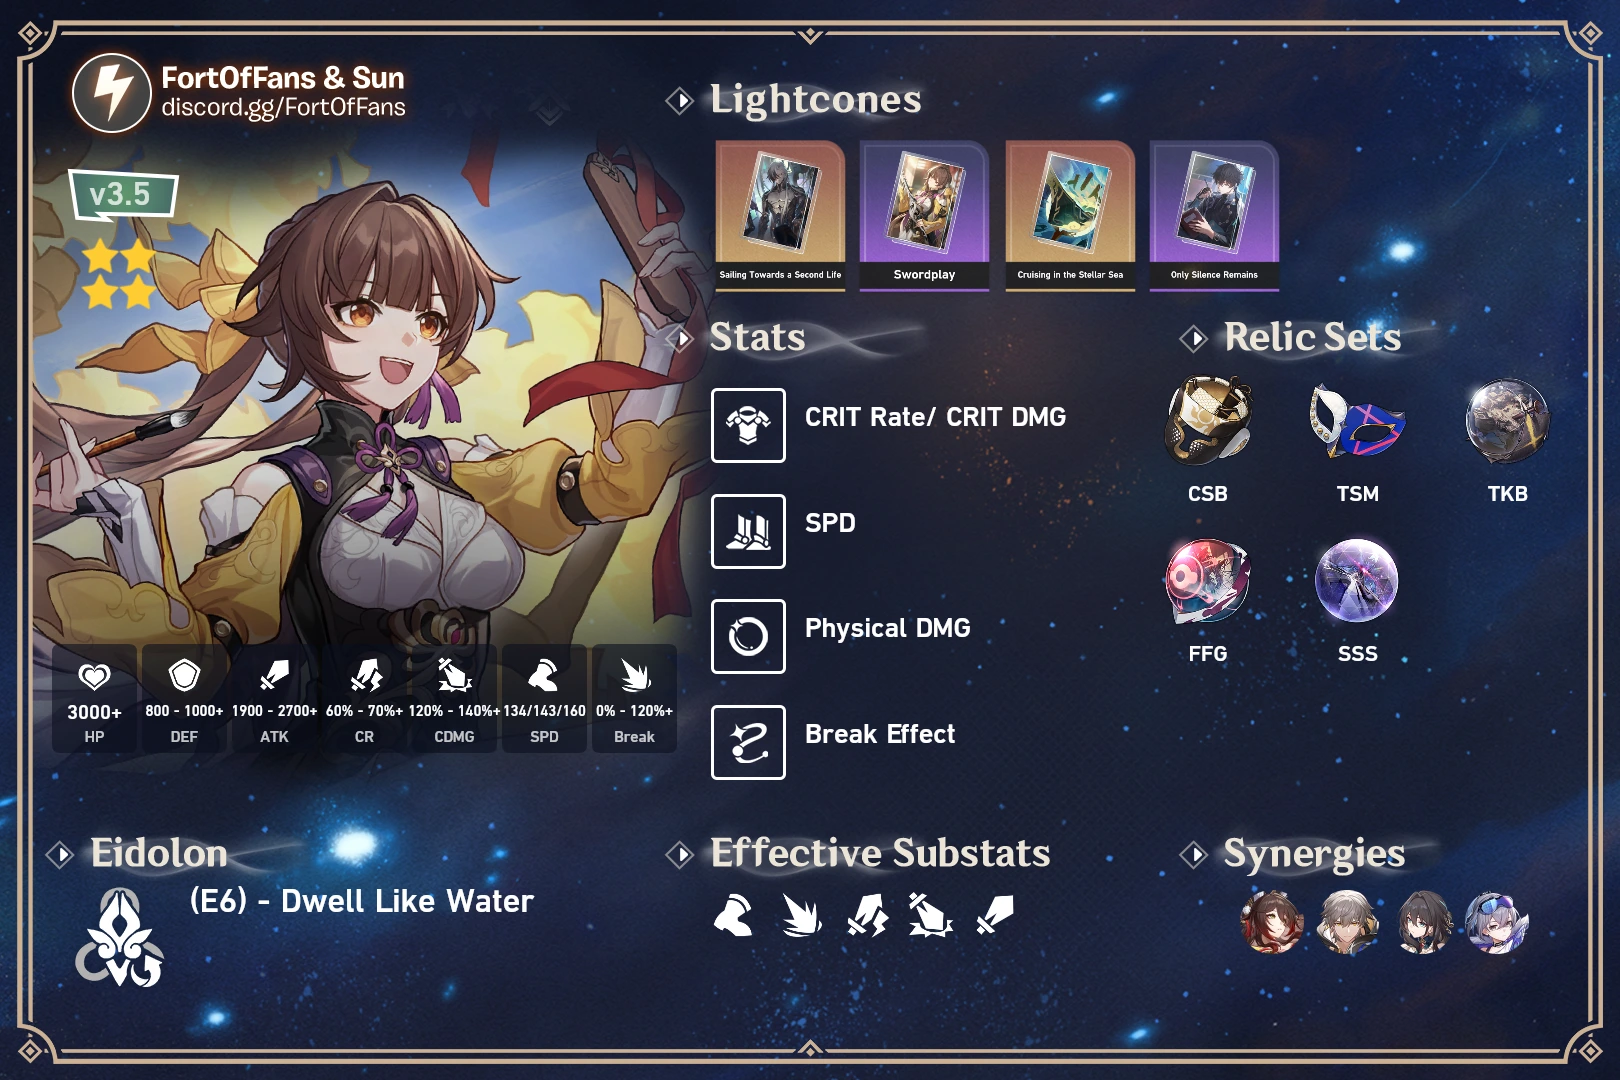 FortOfFans & Sun
discord.gg/FortOfFans
v3.5
3000+
HP
800 - 1000+
DEF
1900 - 2700+
ATK
60% - 70%+
CR
120% - 140%+
CDMG
134/143/160
SPD
0% - 120%+
Break
Eidolon
(E6) - Dwell Like Water
Lightcones
Sailing Towards a Second Life
Swordplay
Cruising in the Stellar Sea
Only Silence Remains
Stats
CRIT Rate/ CRIT DMG
SPD
Physical DMG
Break Effect
Relic Sets
CSB
TSM
TKB
FFG
SSS
Effective Substats
Synergies